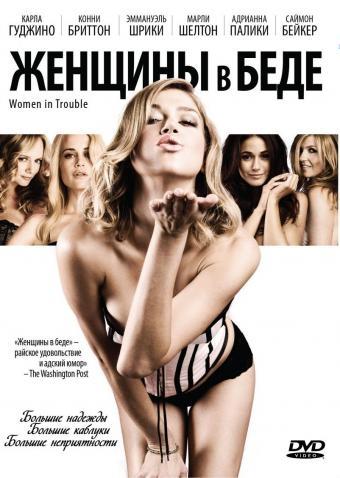 КАРЛА КОННИ ЭММАНУЭЛЬ МАРЛИ АДРИАННА САЙМОН
ГУДЖИНО БРИТТОН ШРИКИ ШЕЛТОН ПАЛИКИ БЕЙКЕР
ЖЕНЩИНЫ В БЕДЕ
Women in Trouble
«Женщины в беде» –
райское удовольствие
и адский юмор»
– The Washington Post
Большие надежды
Большие каблуки
Большие неприятности
DVD
VIDEO